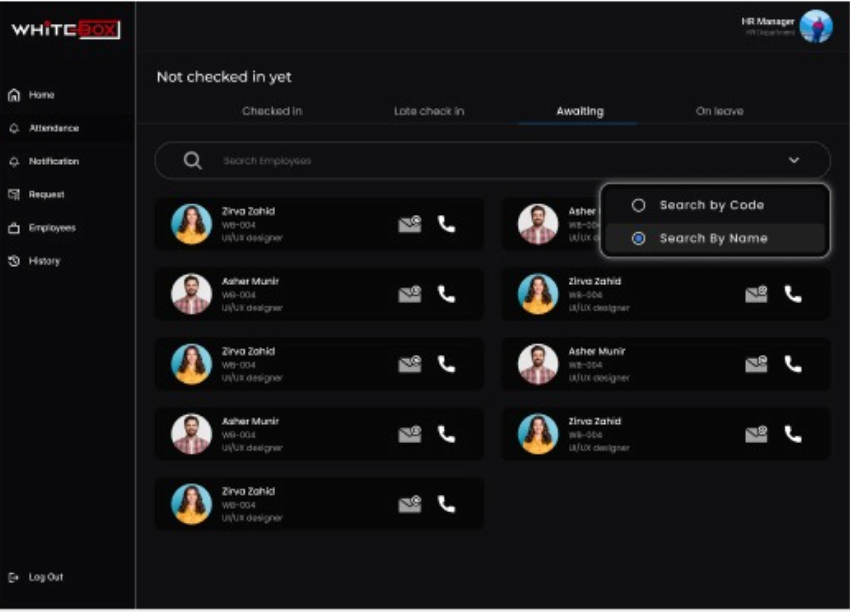 WHITEBOX
HR Manager
HR Department
Home
Attendance
Notification
Request
Employees
History
Log Out
Not checked in yet
Checked in
Late check in
Awaiting
On leave
Search Employees
Search by Code
Search By Name
Zirva Zahid
WB-004
UI/UX designer
Asher
WB-00
UI/UX d
Asher Munir
WB-004
UI/UX designer
Zirva Zahid
WB-004
UI/UX designer
Zirva Zahid
WB-004
UI/UX designer
Asher Munir
WB-004
UI/UX designer
Asher Munir
WB-004
UI/UX designer
Zirva Zahid
WB-004
UI/UX designer
Zirva Zahid
WB-004
UI/UX designer